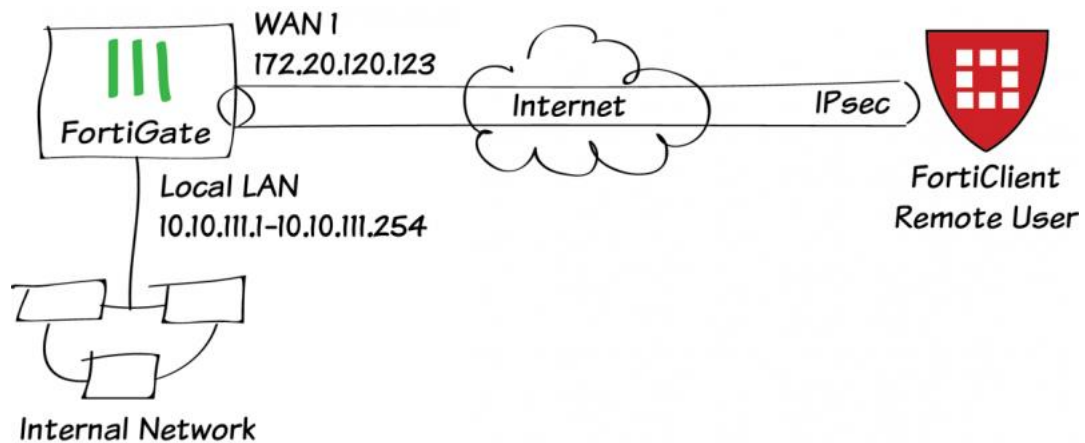 WAN 1
172.20.120.123
FortiGate
Internet
IPsec
Local LAN
10.10.111.1-10.10.111.254
FortiClient
Remote User
Internal Network